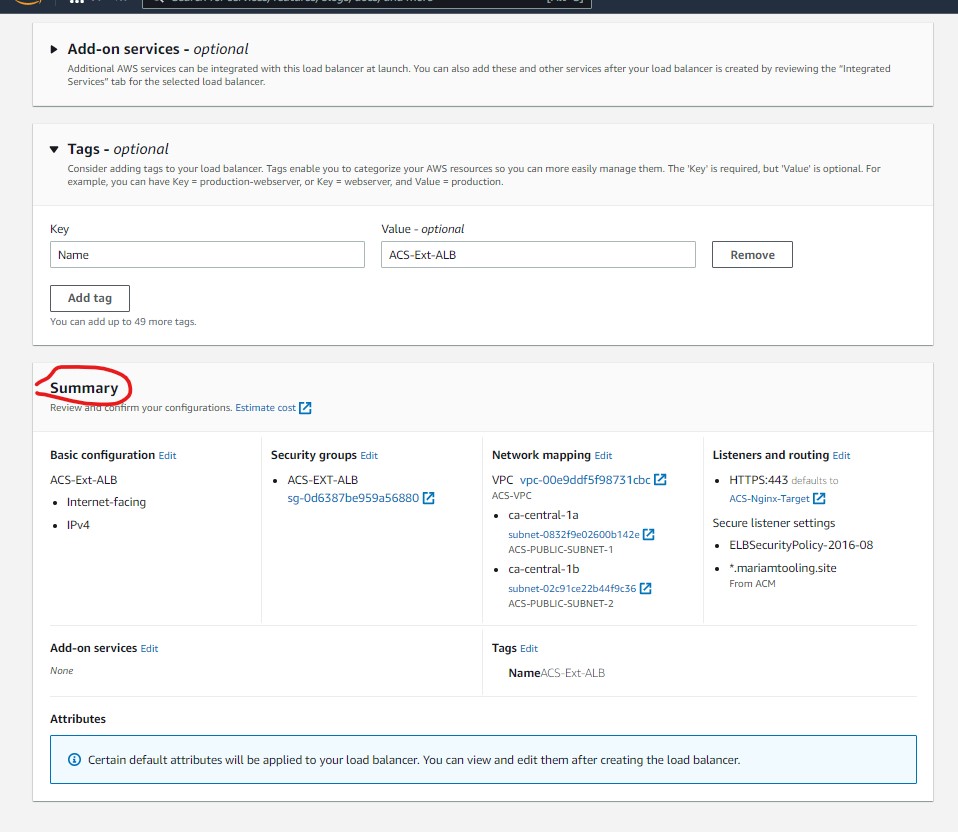 Add-on services - optional
Additional AWS services can be integrated with this load balancer at launch. You can also add these and other services after your load balancer is created by reviewing the "Integrated
Services" tab for the selected load balancer.
Tags - optional
Consider adding tags to your load balancer. Tags enable you to categorize your AWS resources so you can more easily manage them. The 'Key' is required, but 'Value' is optional. For
example, you can have Key = production-webserver, or Key = webserver, and Value = production.
Key
Value - optional
Name
ACS-Ext-ALB
Remove
Add tag
You can add up to 49 more tags.
Summary
Review and confirm your configurations. Estimate cost
Basic configuration Edit
ACS-Ext-ALB
• Internet-facing
• IPv4
Security groups Edit
• ACS-EXT-ALB
sg-0d6387be959a56880
Network mapping Edit
VPC vpc-00e9ddf5f98731cbc
ACS-VPC
• ca-central-1a
subnet-0832f9e02600b142e
ACS-PUBLIC-SUBNET-1
• ca-central-1b
subnet-02c91ce22b44f9c36
ACS-PUBLIC-SUBNET-2
Listeners and routing Edit
• HTTPS:443 defaults to
ACS-Nginx-Target
Secure listener settings
• ELBSecurityPolicy-2016-08
• *.mariamtooling.site
From ACM
Add-on services Edit
None
Tags Edit
NameACS-Ext-ALB
Attributes
Certain default attributes will be applied to your load balancer. You can view and edit them after creating the load balancer.